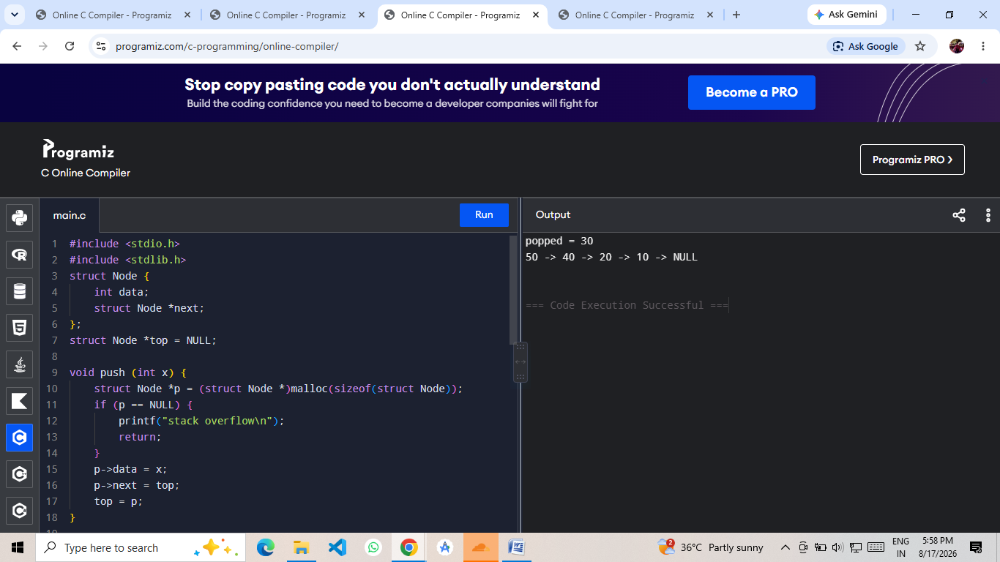 Online C Compiler - Programiz
Online C Compiler - Programiz
Online C Compiler - Programiz
Online C Compiler - Programiz
Ask Gemini
programiz.com/c-programming/online-compiler/
Ask Google
Stop copy pasting code you don't actually understand
Build the coding confidence you need to become a developer companies will fight for
Become a PRO
Programiz
C Online Compiler
Programiz PRO >
main.c
Run
1 #include <stdio.h>
2 #include <stdlib.h>
3 struct Node {
4     int data;
5     struct Node *next;
6 };
7 struct Node *top = NULL;
8
9 void push (int x) {
10     struct Node *p = (struct Node *)malloc(sizeof(struct Node));
11     if (p == NULL) {
12         printf("stack overflow\n");
13         return;
14     }
15     p->data = x;
16     p->next = top;
17     top = p;
18 }
Output
popped = 30
50 -> 40 -> 20 -> 10 -> NULL
=== Code Execution Successful ===
Type here to search
2
36°C Partly sunny
ENG
IN
5:58 PM
8/17/2026